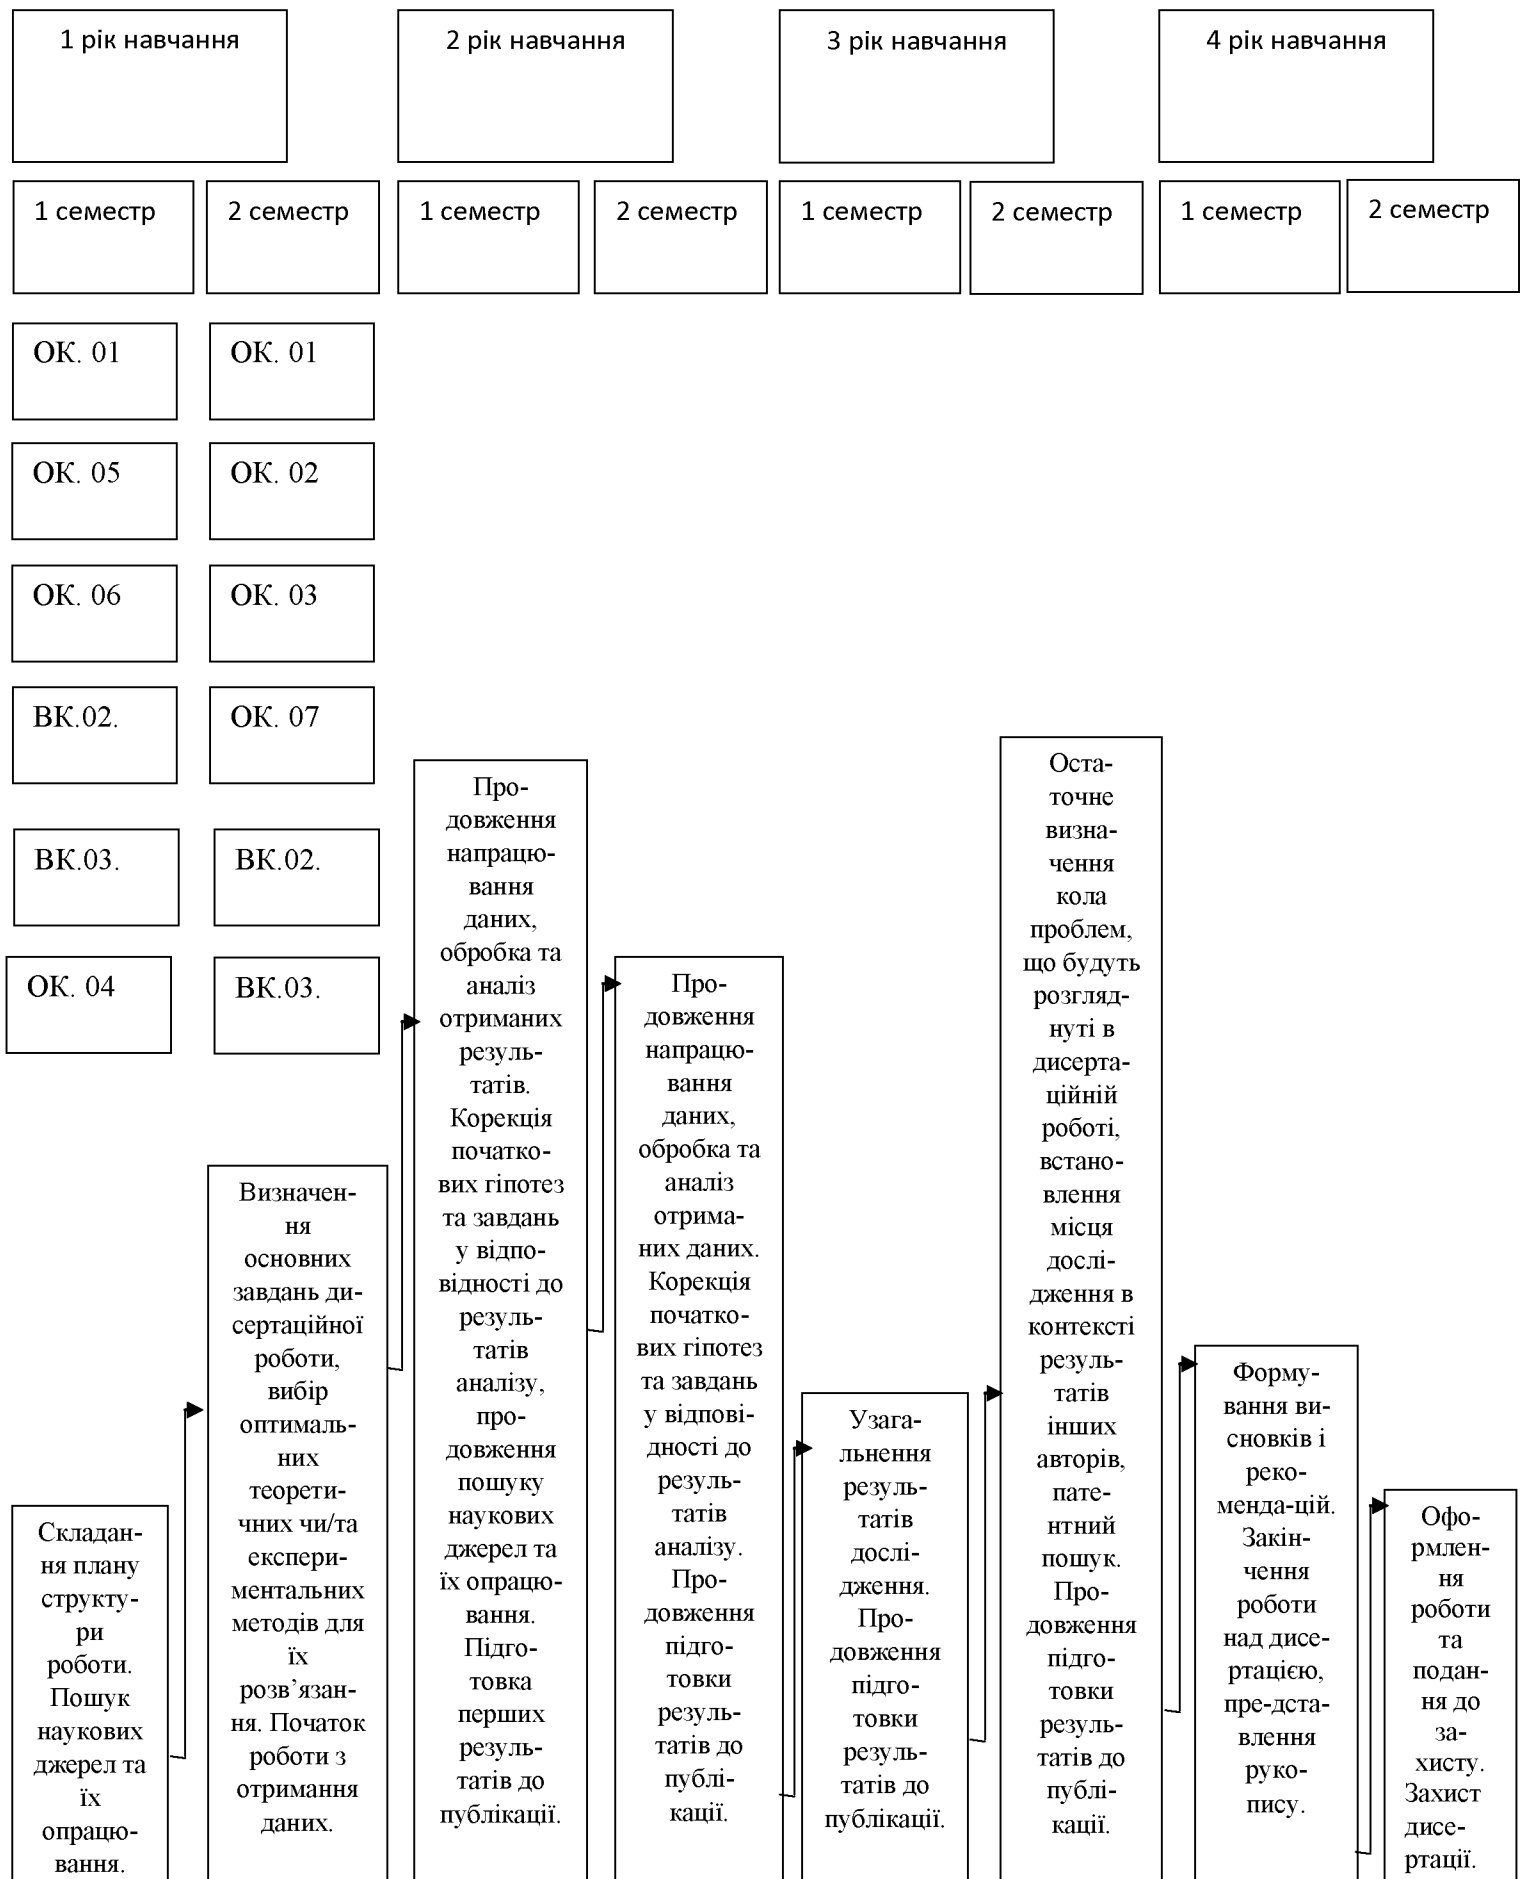 1 рік навчання
2 рік навчання
3 рік навчання
4 рік навчання
1 семестр
2 семестр
1 семестр
2 семестр
1 семестр
2 семестр
1 семестр
2 семестр
ОК. 01
ОК. 01
ОК. 05
ОК. 02
ОК. 06
ОК. 03
ВК.02.
ОК. 07
ВК.03.
ВК.02.
ОК. 04
ВК.03.
Складан-
ня плану
структу-
ри
роботи.
Пошук
наукових
джерел та
їх
опрацю-
вання.
Визначен-
ня
основних
завдань ди-
сертаційної
роботи,
вибір
оптималь-
них
теорети-
чних чи/та
експери-
ментальних
методів для
їх
розв’язан-
ня. Початок
роботи з
отримання
даних.
Про-
довження
напрацю-
вання
даних,
обробка та
аналіз
отриманих
резуль-
татів.
Корекція
початко-
вих гіпотез
та завдань
у відпо-
відності до
резуль-
татів
аналізу,
про-
довження
пошуку
наукових
джерел та
їх опрацю-
вання.
Підго-
товка
перших
резуль-
татів до
публікації.
Про-
довження
напрацю-
вання
даних,
обробка та
аналіз
отрима-
них даних.
Корекція
початко-
вих гіпотез
та завдань
у відпові-
дності до
резуль-
татів
аналізу.
Про-
довження
підго-
товки
резуль-
татів до
публі-
кації.
Узага-
льнення
резуль-
татів
дослі-
дження.
Про-
довження
підго-
товки
резуль-
татів до
публікації.
Оста-
точне
визна-
чення
кола
проблем,
що будуть
розгляд-
нуті в
дисерта-
ційній
роботі,
встано-
влення
місця
дослі-
дження в
контексті
резуль-
татів
інших
авторів,
пате-
нтний
пошук.
Про-
довження
підго-
товки
резуль-
татів до
публі-
кації.
Форму-
вання ви-
сновків і
реко-
менда-цій.
Закін-
чення
роботи
над дисе-
ртацією,
пре-дста-
влення
руко-
пису.
Офо-
рмлен-
ня
роботи
та
подан-
ня до
за-
хисту.
Захист
дисе-
ртації.